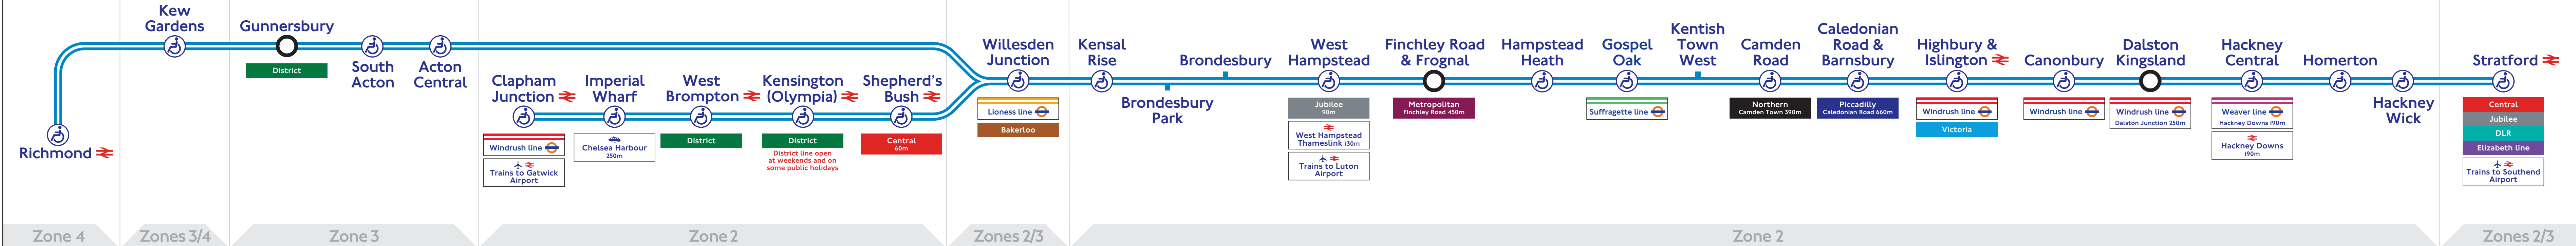 Richmond
Kew
Gardens
Gunnersbury
District
South
Acton
Acton
Central
Clapham
Junction
Windrush line
Trains to Gatwick
Airport
Imperial
Wharf
Chelsea Harbour
250m
West
Brompton
District
Kensington
(Olympia)
District
District line open
at weekends and on
some public holidays
Shepherd's
Bush
Central
60m
Willesden
Junction
Lioness line
Bakerloo
Kensal
Rise
Brondesbury
Park
Brondesbury
West
Hampstead
Jubilee
90m
West Hampstead
Thameslink 130m
Trains to Luton
Airport
Finchley Road
& Frognal
Metropolitan
Finchley Road 450m
Hampstead
Heath
Gospel
Oak
Suffragette line
Kentish
Town
West
Camden
Road
Northern
Camden Town 390m
Caledonian
Road &
Barnsbury
Piccadilly
Caledonian Road 660m
Highbury &
Islington
Windrush line
Victoria
Canonbury
Windrush line
Dalston
Kingsland
Windrush line
Dalston Junction 250m
Hackney
Central
Weaver line
Hackney Downs 190m
Hackney Downs
190m
Homerton
Hackney
Wick
Stratford
Central
Jubilee
DLR
Elizabeth line
Trains to Southend
Airport
Zone 4
Zones 3/4
Zone 3
Zone 2
Zones 2/3
Zone 2
Zones 2/3